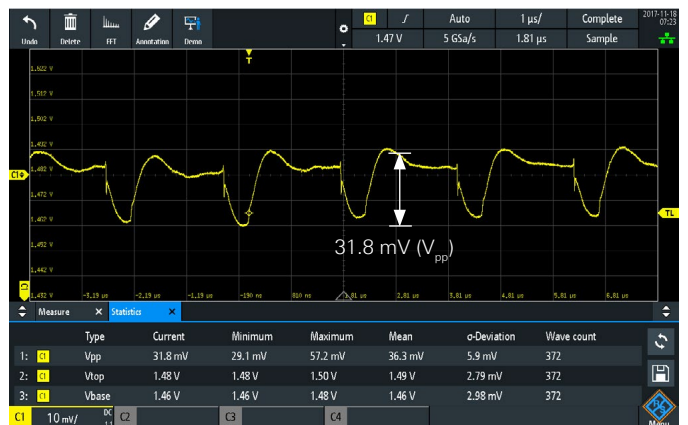 C1 Auto 1 µs/ Complete 2017-11-18
07:23
Undo Delete FFT Annotation Demo 1.47 V 5 GSa/s 1.81 µs Sample
T
1.522 V
1.512 V
1.502 V
1.492 V
C1 1.482 V
1.472 V
1.462 V TL
1.452 V
31.8 mV (Vpp)
1.442 V
C1 1.432 V -3.19 µs -2.19 µs -1.19 µs -190 ns 810 ns 1.81 µs 2.81 µs 3.81 µs 4.81 µs 5.81 µs 6.81 µs
Measure X Statistics X
Type Current Minimum Maximum Mean σ-Deviation Wave count
1: C1 Vpp 31.8 mV 29.1 mV 57.2 mV 36.3 mV 5.9 mV 372
2: C1 Vtop 1.48 V 1.48 V 1.50 V 1.49 V 2.79 mV 372
3: C1 Vbase 1.46 V 1.46 V 1.48 V 1.46 V 2.98 mV 372
C1 10 mV/ DC 1:1 C2 C3 C4 R&S Menu